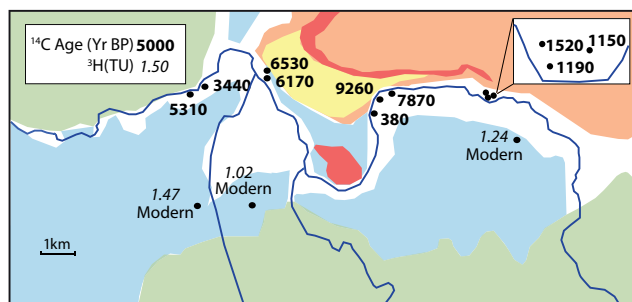 ¹⁴C Age (Yr BP) 5000
³H(TU) 1.50
1520 1150
1190
6530
6170
3440
5310
9260
7870
380
1.24
Modern
1.47
Modern
1.02
Modern
1km